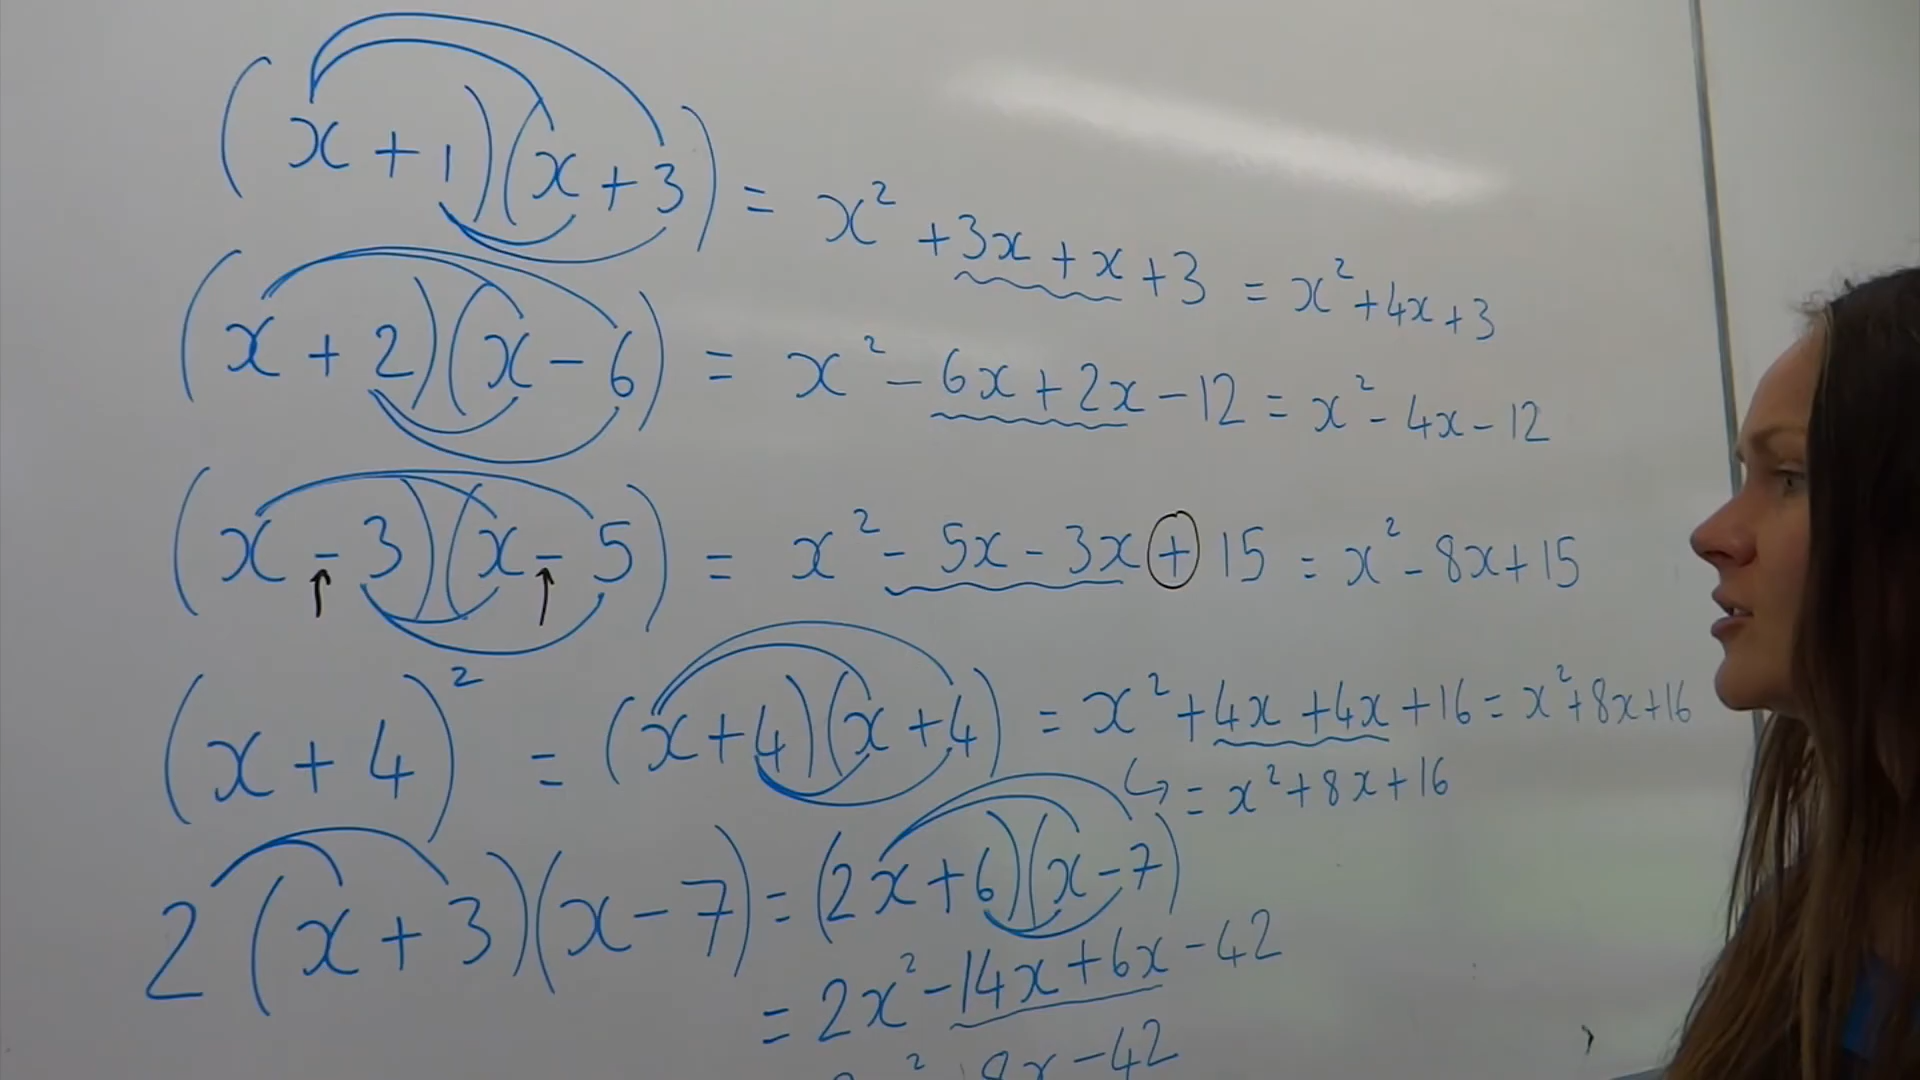 (x+1)(x+3) = x² + 3x + x + 3 = x² + 4x + 3
(x+2)(x-6) = x² - 6x + 2x - 12 = x² - 4x - 12
(x-3)(x-5) = x² - 5x - 3x + 15 = x² - 8x + 15
(x+4)² = (x+4)(x+4) = x² + 4x + 4x + 16 = x² + 8x + 16
↳ = x² + 8x + 16
2(x+3)(x-7) = (2x+6)(x-7)
= 2x² - 14x + 6x - 42
8x - 42